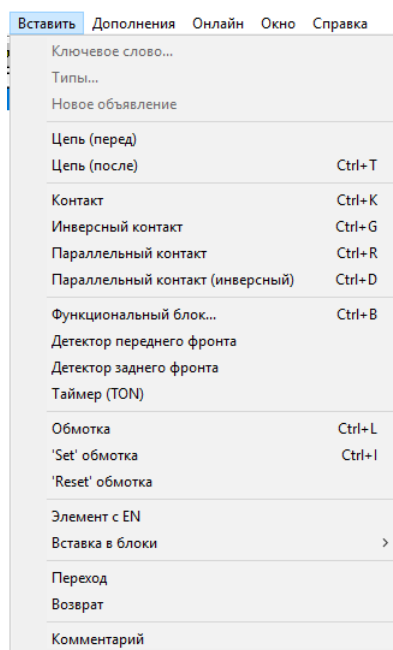 Вставить Дополнения Онлайн Окно Справка
Ключевое слово...
Типы...
Новое объявление
Цепь (перед)
Цепь (после) Ctrl+T
Контакт Ctrl+K
Инверсный контакт Ctrl+G
Параллельный контакт Ctrl+R
Параллельный контакт (инверсный) Ctrl+D
Функциональный блок... Ctrl+B
Детектор переднего фронта
Детектор заднего фронта
Таймер (TON)
Обмотка Ctrl+L
'Set' обмотка Ctrl+I
'Reset' обмотка
Элемент с EN
Вставка в блоки
Переход
Возврат
Комментарий